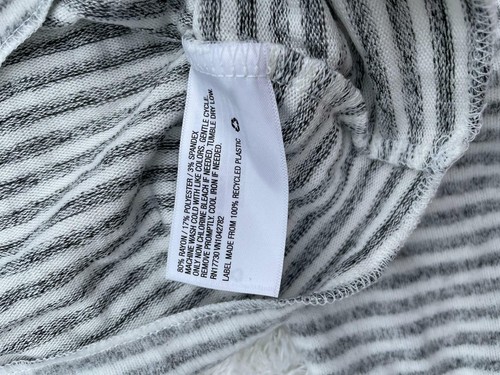 80% RAYON / 17% POLYESTER / 3% SPANDEX
MACHINE WASH COLD WITH LIKE COLORS, GENTLE CYCLE.
ONLY NON CHLORINE BLEACH IF NEEDED. TUMBLE DRY LOW.
REMOVE PROMPTLY. COOL IRON IF NEEDED.
RN17730 VN1042782
LABEL MADE FROM 100% RECYCLED PLASTIC